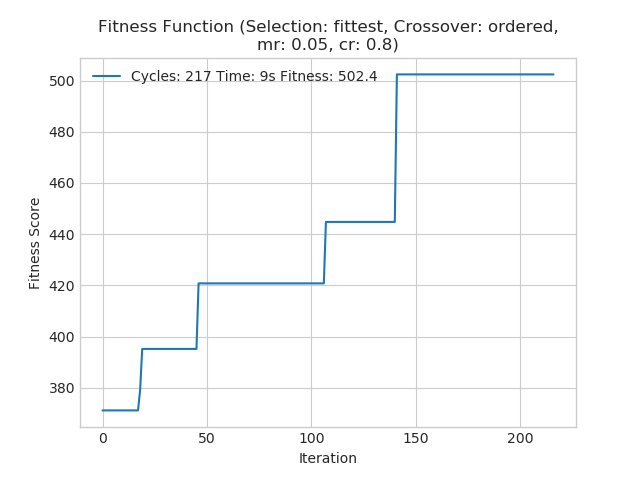 Fitness Function (Selection: fittest, Crossover: ordered,
mr: 0.05, cr: 0.8)
Cycles: 217 Time: 9s Fitness: 502.4
500
480
460
440
420
400
380
Fitness Score
0 50 100 150 200
Iteration